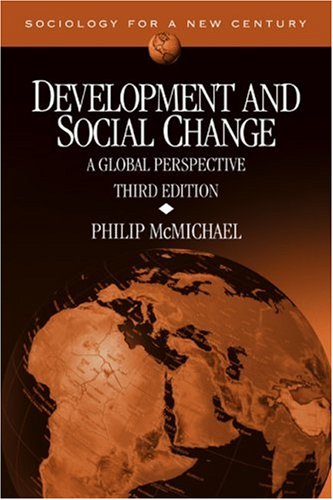 SOCIOLOGY FOR A NEW CENTURY
DEVELOPMENT AND
SOCIAL CHANGE
A GLOBAL PERSPECTIVE
THIRD EDITION
PHILIP MCMICHAEL